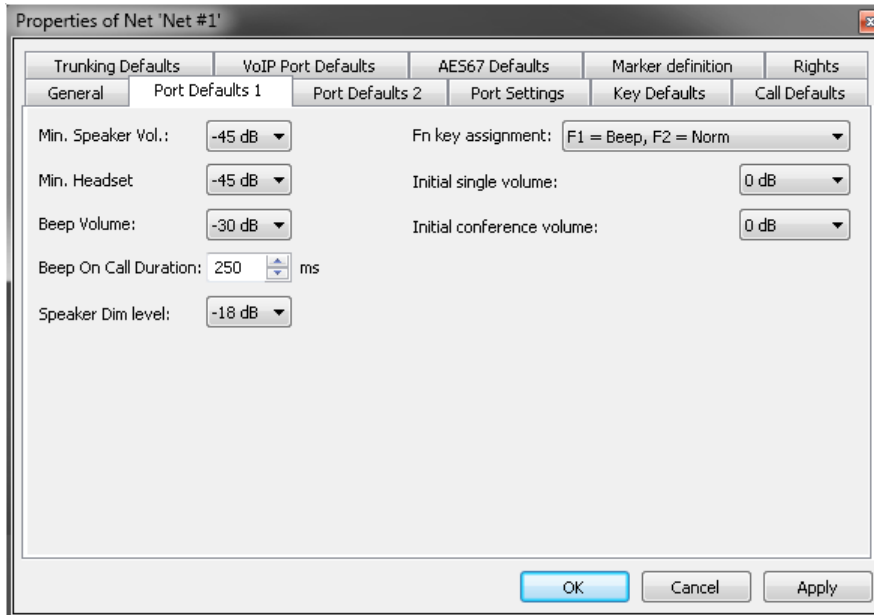 Properties of Net 'Net #1'
Trunking Defaults VoIP Port Defaults AES67 Defaults Marker definition Rights
General Port Defaults 1 Port Defaults 2 Port Settings Key Defaults Call Defaults
Min. Speaker Vol.: -45 dB Fn key assignment: F1 = Beep, F2 = Norm
Min. Headset -45 dB Initial single volume: 0 dB
Beep Volume: -30 dB Initial conference volume: 0 dB
Beep On Call Duration: 250 ms
Speaker Dim level: -18 dB
OK Cancel Apply